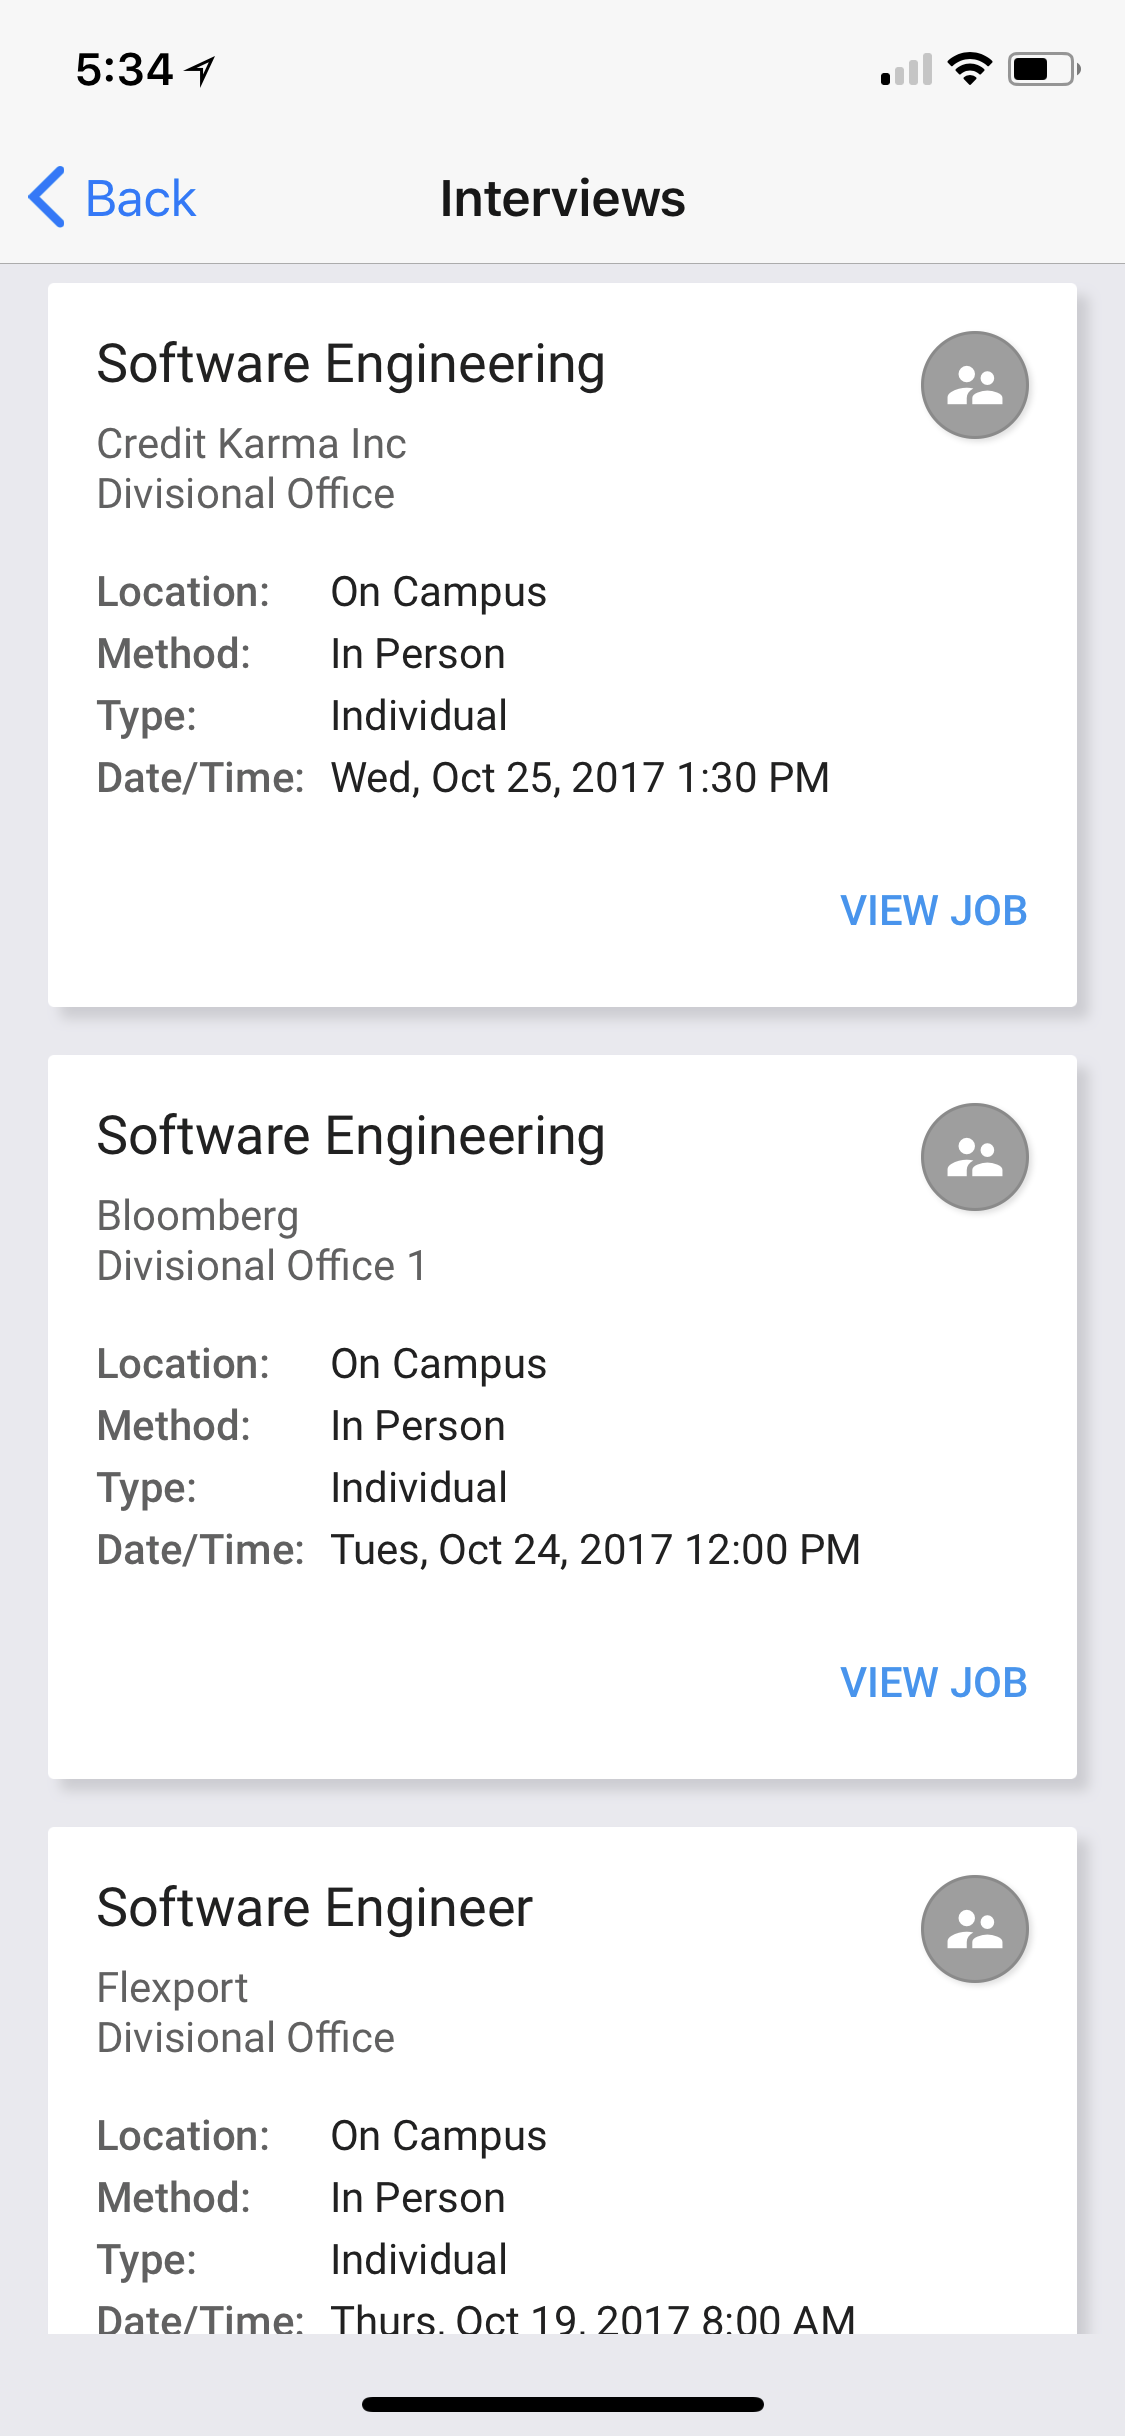 5:34
Back
Interviews
Software Engineering
Credit Karma Inc
Divisional Office
Location: On Campus
Method: In Person
Type: Individual
Date/Time: Wed, Oct 25, 2017 1:30 PM
VIEW JOB
Software Engineering
Bloomberg
Divisional Office 1
Location: On Campus
Method: In Person
Type: Individual
Date/Time: Tues, Oct 24, 2017 12:00 PM
VIEW JOB
Software Engineer
Flexport
Divisional Office
Location: On Campus
Method: In Person
Type: Individual
Date/Time: Thurs, Oct 19, 2017 8:00 AM